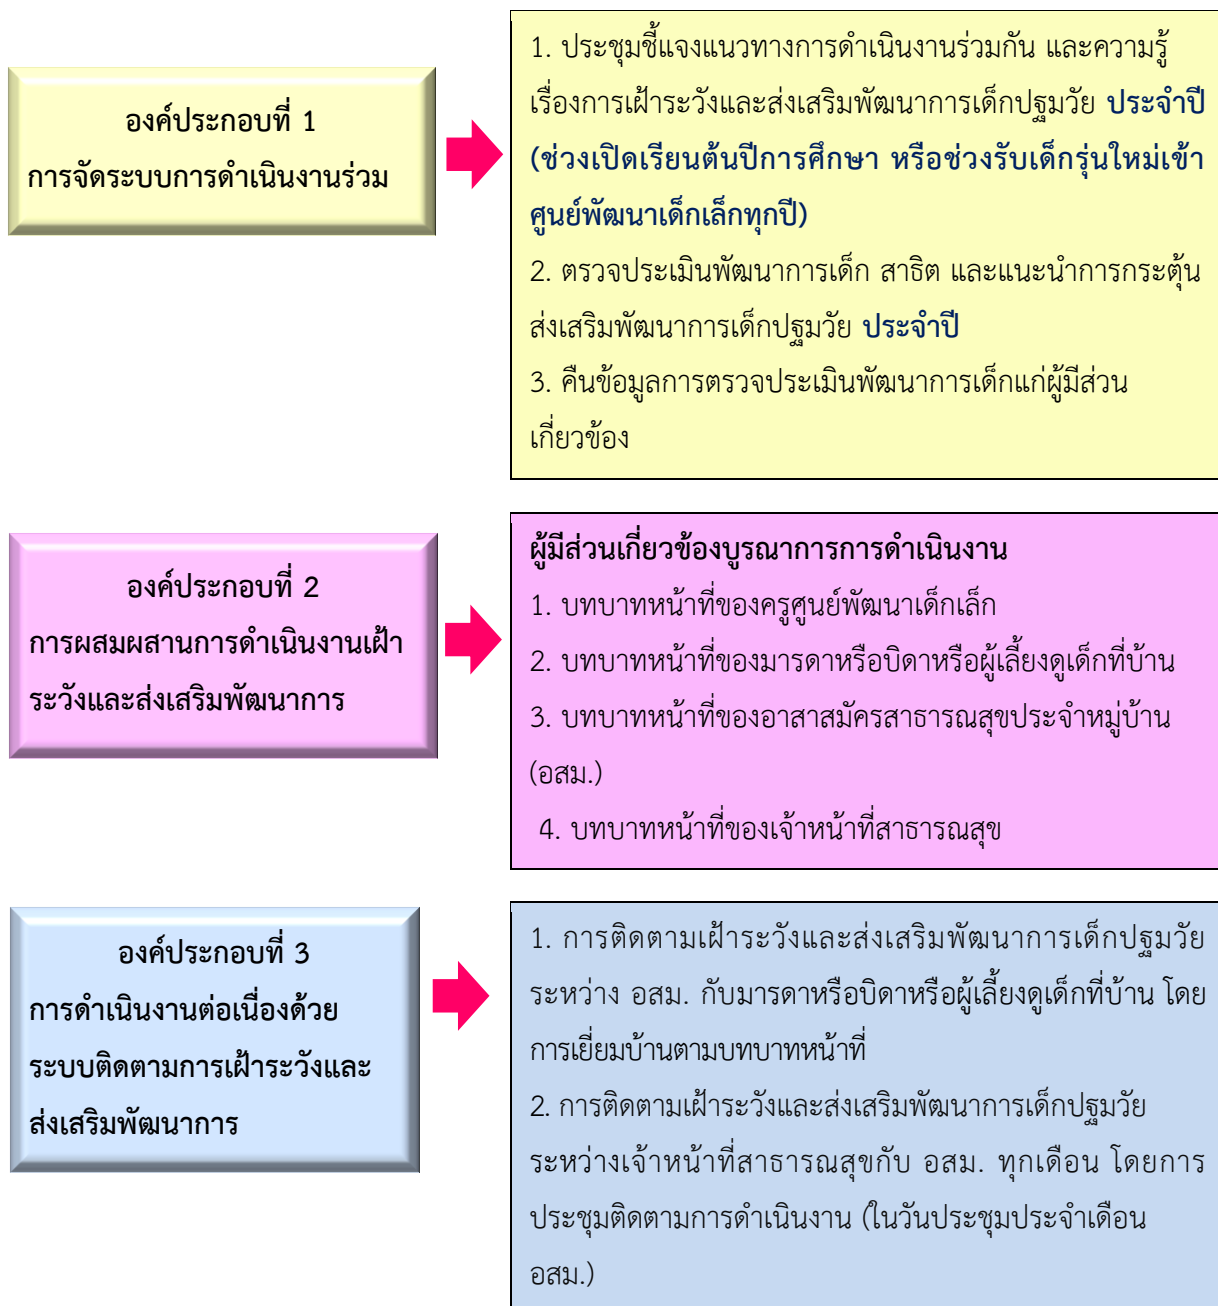 องค์ประกอบที่ 1
การจัดระบบการดำเนินงานร่วม
1. ประชุมชี้แจงแนวทางการดำเนินงานร่วมกัน และความรู้
เรื่องการเฝ้าระวังและส่งเสริมพัฒนาการเด็กปฐมวัย ประจำปี
(ช่วงเปิดเรียนต้นปีการศึกษา หรือช่วงรับเด็กรุ่นใหม่เข้า
ศูนย์พัฒนาเด็กเล็กทุกปี)
2. ตรวจประเมินพัฒนาการเด็ก สาธิต และแนะนำการกระตุ้น
ส่งเสริมพัฒนาการเด็กปฐมวัย ประจำปี
3. คืนข้อมูลการตรวจประเมินพัฒนาการเด็กแก่ผู้มีส่วน
เกี่ยวข้อง
องค์ประกอบที่ 2
การผสมผสานการดำเนินงานเฝ้า
ระวังและส่งเสริมพัฒนาการ
ผู้มีส่วนเกี่ยวข้องบูรณาการการดำเนินงาน
1. บทบาทหน้าที่ของครูศูนย์พัฒนาเด็กเล็ก
2. บทบาทหน้าที่ของมารดาหรือบิดาหรือผู้เลี้ยงดูเด็กที่บ้าน
3. บทบาทหน้าที่ของอาสาสมัครสาธารณสุขประจำหมู่บ้าน
(อสม.)
4. บทบาทหน้าที่ของเจ้าหน้าที่สาธารณสุข
องค์ประกอบที่ 3
การดำเนินงานต่อเนื่องด้วย
ระบบติดตามการเฝ้าระวังและ
ส่งเสริมพัฒนาการ
1. การติดตามเฝ้าระวังและส่งเสริมพัฒนาการเด็กปฐมวัย
ระหว่าง อสม. กับมารดาหรือบิดาหรือผู้เลี้ยงดูเด็กที่บ้าน โดย
การเยี่ยมบ้านตามบทบาทหน้าที่
2. การติดตามเฝ้าระวังและส่งเสริมพัฒนาการเด็กปฐมวัย
ระหว่างเจ้าหน้าที่สาธารณสุขกับ อสม. ทุกเดือน โดยการ
ประชุมติดตามการดำเนินงาน (ในวันประชุมประจำเดือน
อสม.)